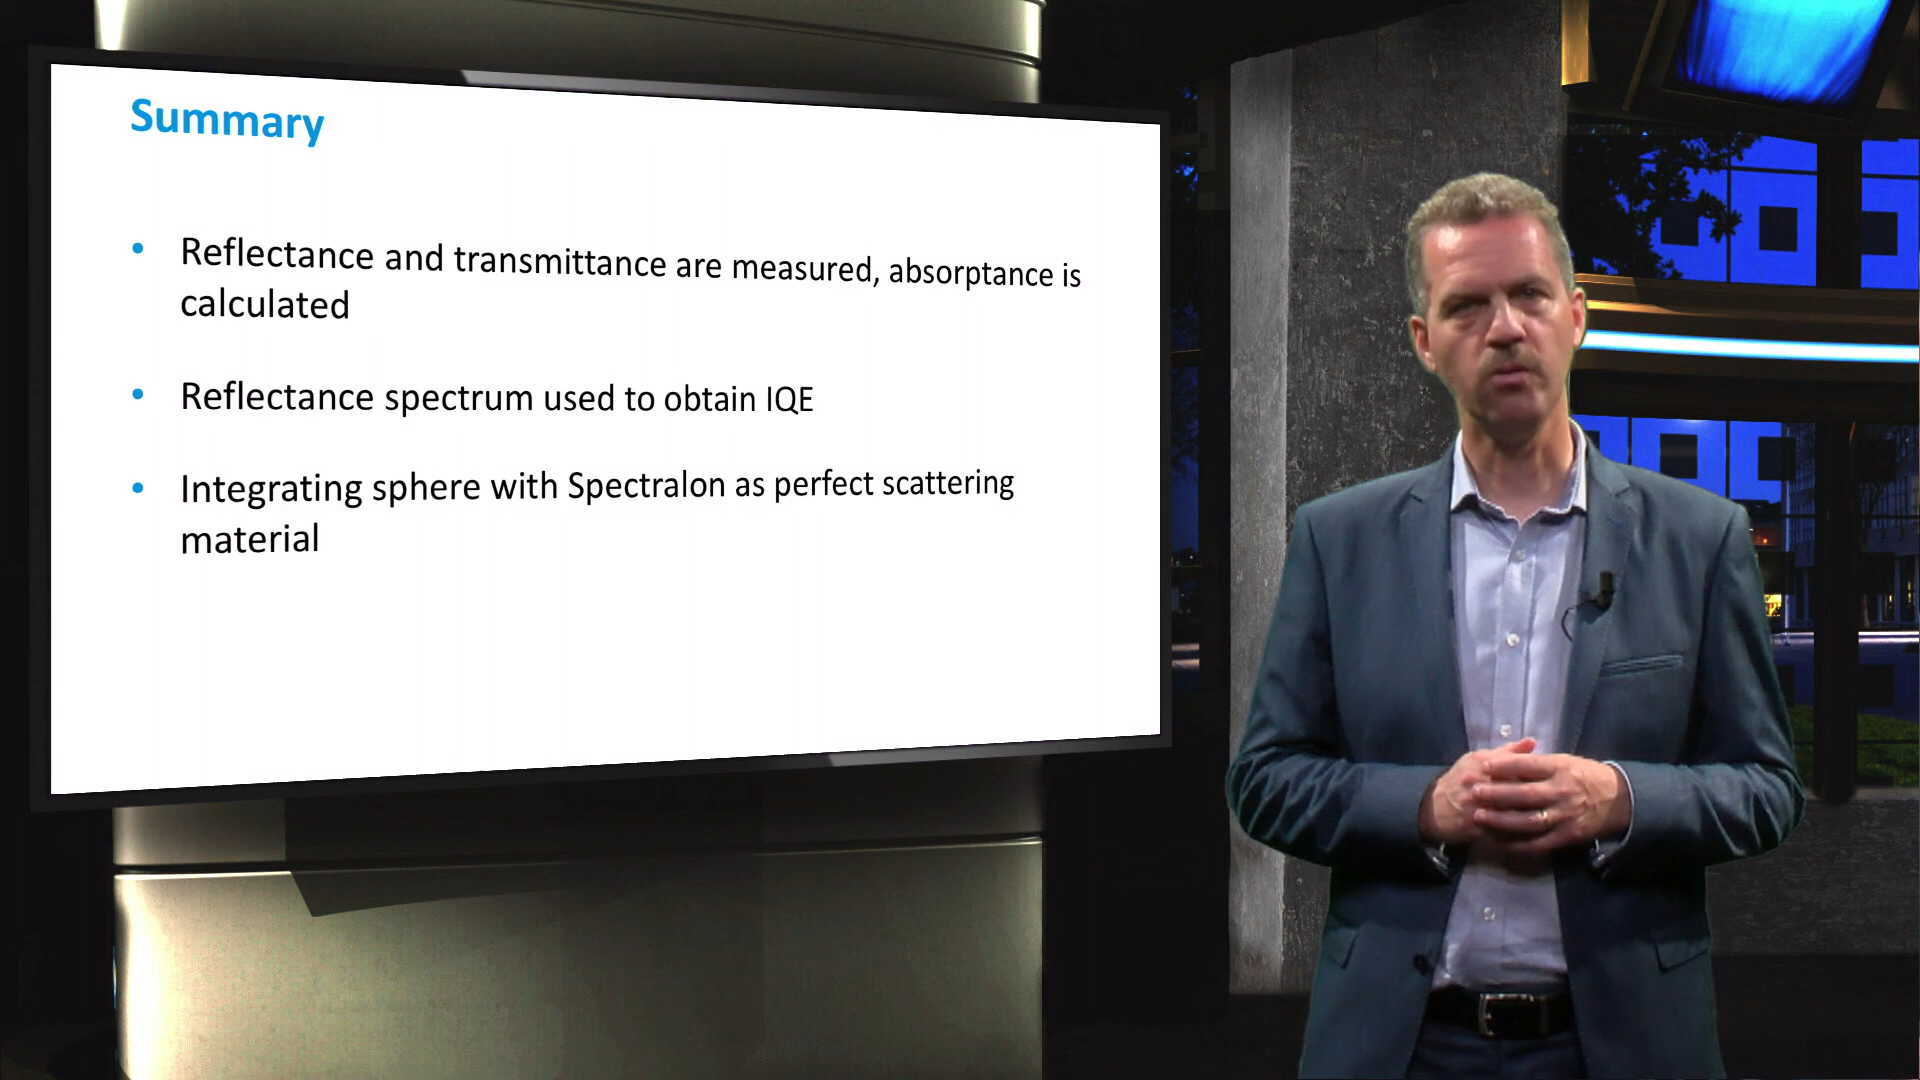 Summary
• Reflectance and transmittance are measured, absorptance is
calculated
• Reflectance spectrum used to obtain IQE
• Integrating sphere with Spectralon as perfect scattering
material